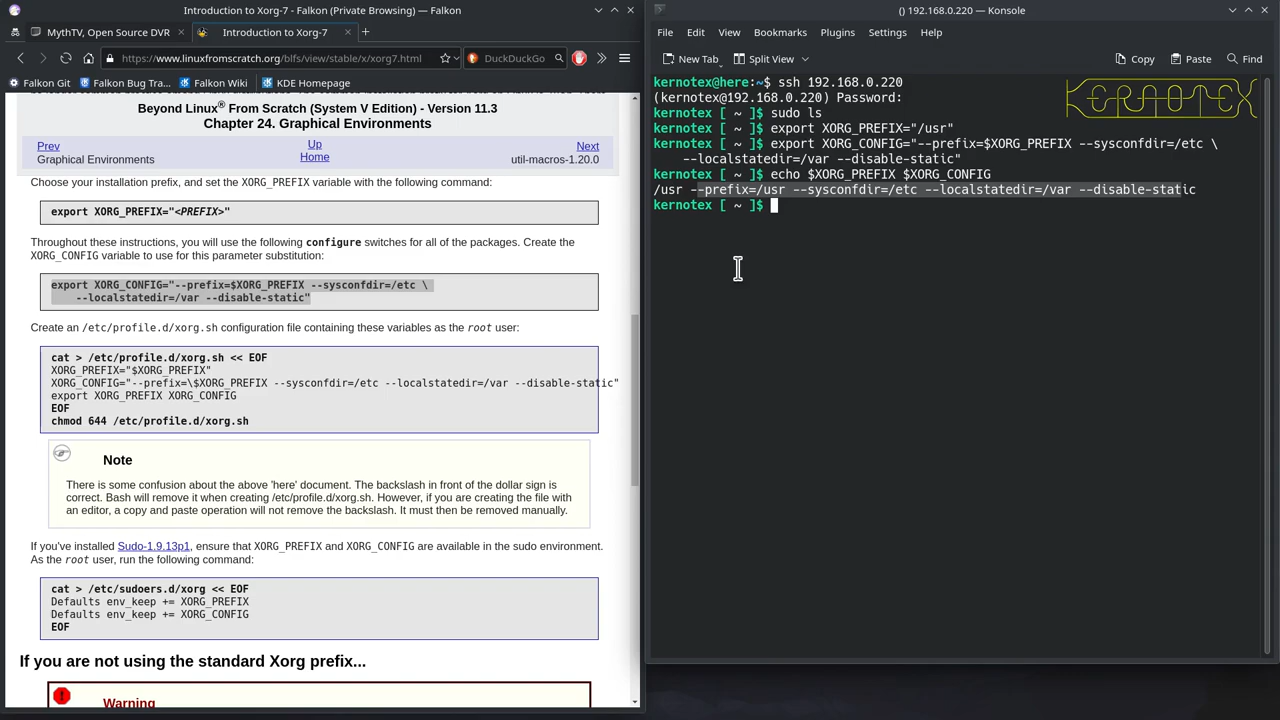 Introduction to Xorg-7 - Falkon (Private Browsing) — Falkon
MythTV, Open Source DVR
Introduction to Xorg-7
https://www.linuxfromscratch.org/blfs/view/stable/x/xorg7.html
DuckDuckGo
Falkon Git
Falkon Bug Tra...
Falkon Wiki
KDE Homepage
Beyond Linux® From Scratch (System V Edition) - Version 11.3
Chapter 24. Graphical Environments
Prev
Up
Next
Graphical Environments
Home
util-macros-1.20.0
Choose your installation prefix, and set the XORG_PREFIX variable with the following command:
export XORG_PREFIX="<PREFIX>"
Throughout these instructions, you will use the following configure switches for all of the packages. Create the
XORG_CONFIG variable to use for this parameter substitution:
export XORG_CONFIG="--prefix=$XORG_PREFIX --sysconfdir=/etc \
--localstatedir=/var --disable-static"
Create an /etc/profile.d/xorg.sh configuration file containing these variables as the root user:
cat > /etc/profile.d/xorg.sh << EOF
XORG_PREFIX="$XORG_PREFIX"
XORG_CONFIG="--prefix=\$XORG_PREFIX --sysconfdir=/etc --localstatedir=/var --disable-static"
export XORG_PREFIX XORG_CONFIG
EOF
chmod 644 /etc/profile.d/xorg.sh
Note
There is some confusion about the above 'here' document. The backslash in front of the dollar sign is
correct. Bash will remove it when creating /etc/profile.d/xorg.sh. However, if you are creating the file with
an editor, a copy and paste operation will not remove the backslash. It must then be removed manually.
If you've installed Sudo-1.9.13p1, ensure that XORG_PREFIX and XORG_CONFIG are available in the sudo environment.
As the root user, run the following command:
cat > /etc/sudoers.d/xorg << EOF
Defaults env_keep += XORG_PREFIX
Defaults env_keep += XORG_CONFIG
EOF
If you are not using the standard Xorg prefix...
Warning
() 192.168.0.220 — Konsole
File Edit View Bookmarks Plugins Settings Help
New Tab
Split View
Copy
Paste
Find
KERNOTEX
kernotex@here:~$ ssh 192.168.0.220
(kernotex@192.168.0.220) Password:
kernotex [ ~ ]$ sudo ls
kernotex [ ~ ]$ export XORG_PREFIX="/usr"
kernotex [ ~ ]$ export XORG_CONFIG="--prefix=$XORG_PREFIX --sysconfdir=/etc \
--localstatedir=/var --disable-static"
kernotex [ ~ ]$ echo $XORG_PREFIX $XORG_CONFIG
/usr --prefix=/usr --sysconfdir=/etc --localstatedir=/var --disable-static
kernotex [ ~ ]$